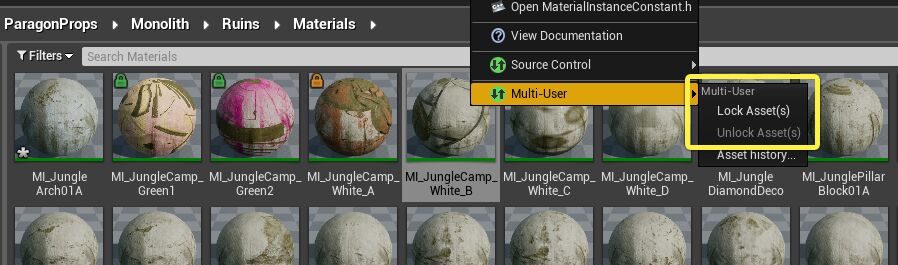 ParagonProps
Monolith
Ruins
Materials
Open MaterialInstanceConstant.h
View Documentation
Source Control
Multi-User
Filters
Search Materials
Multi-User
Lock Asset(s)
Unlock Asset(s)
Asset history...
MI_Jungle
Arch01A
MI_JungleCamp_
Green1
MI_JungleCamp_
Green2
MI_JungleCamp_
White_A
MI_JungleCamp_
White_B
MI_JungleCamp_
White_C
MI_JungleCamp_
White_D
MI_Jungle
DiamondDeco
MI_JunglePillar
Block01A